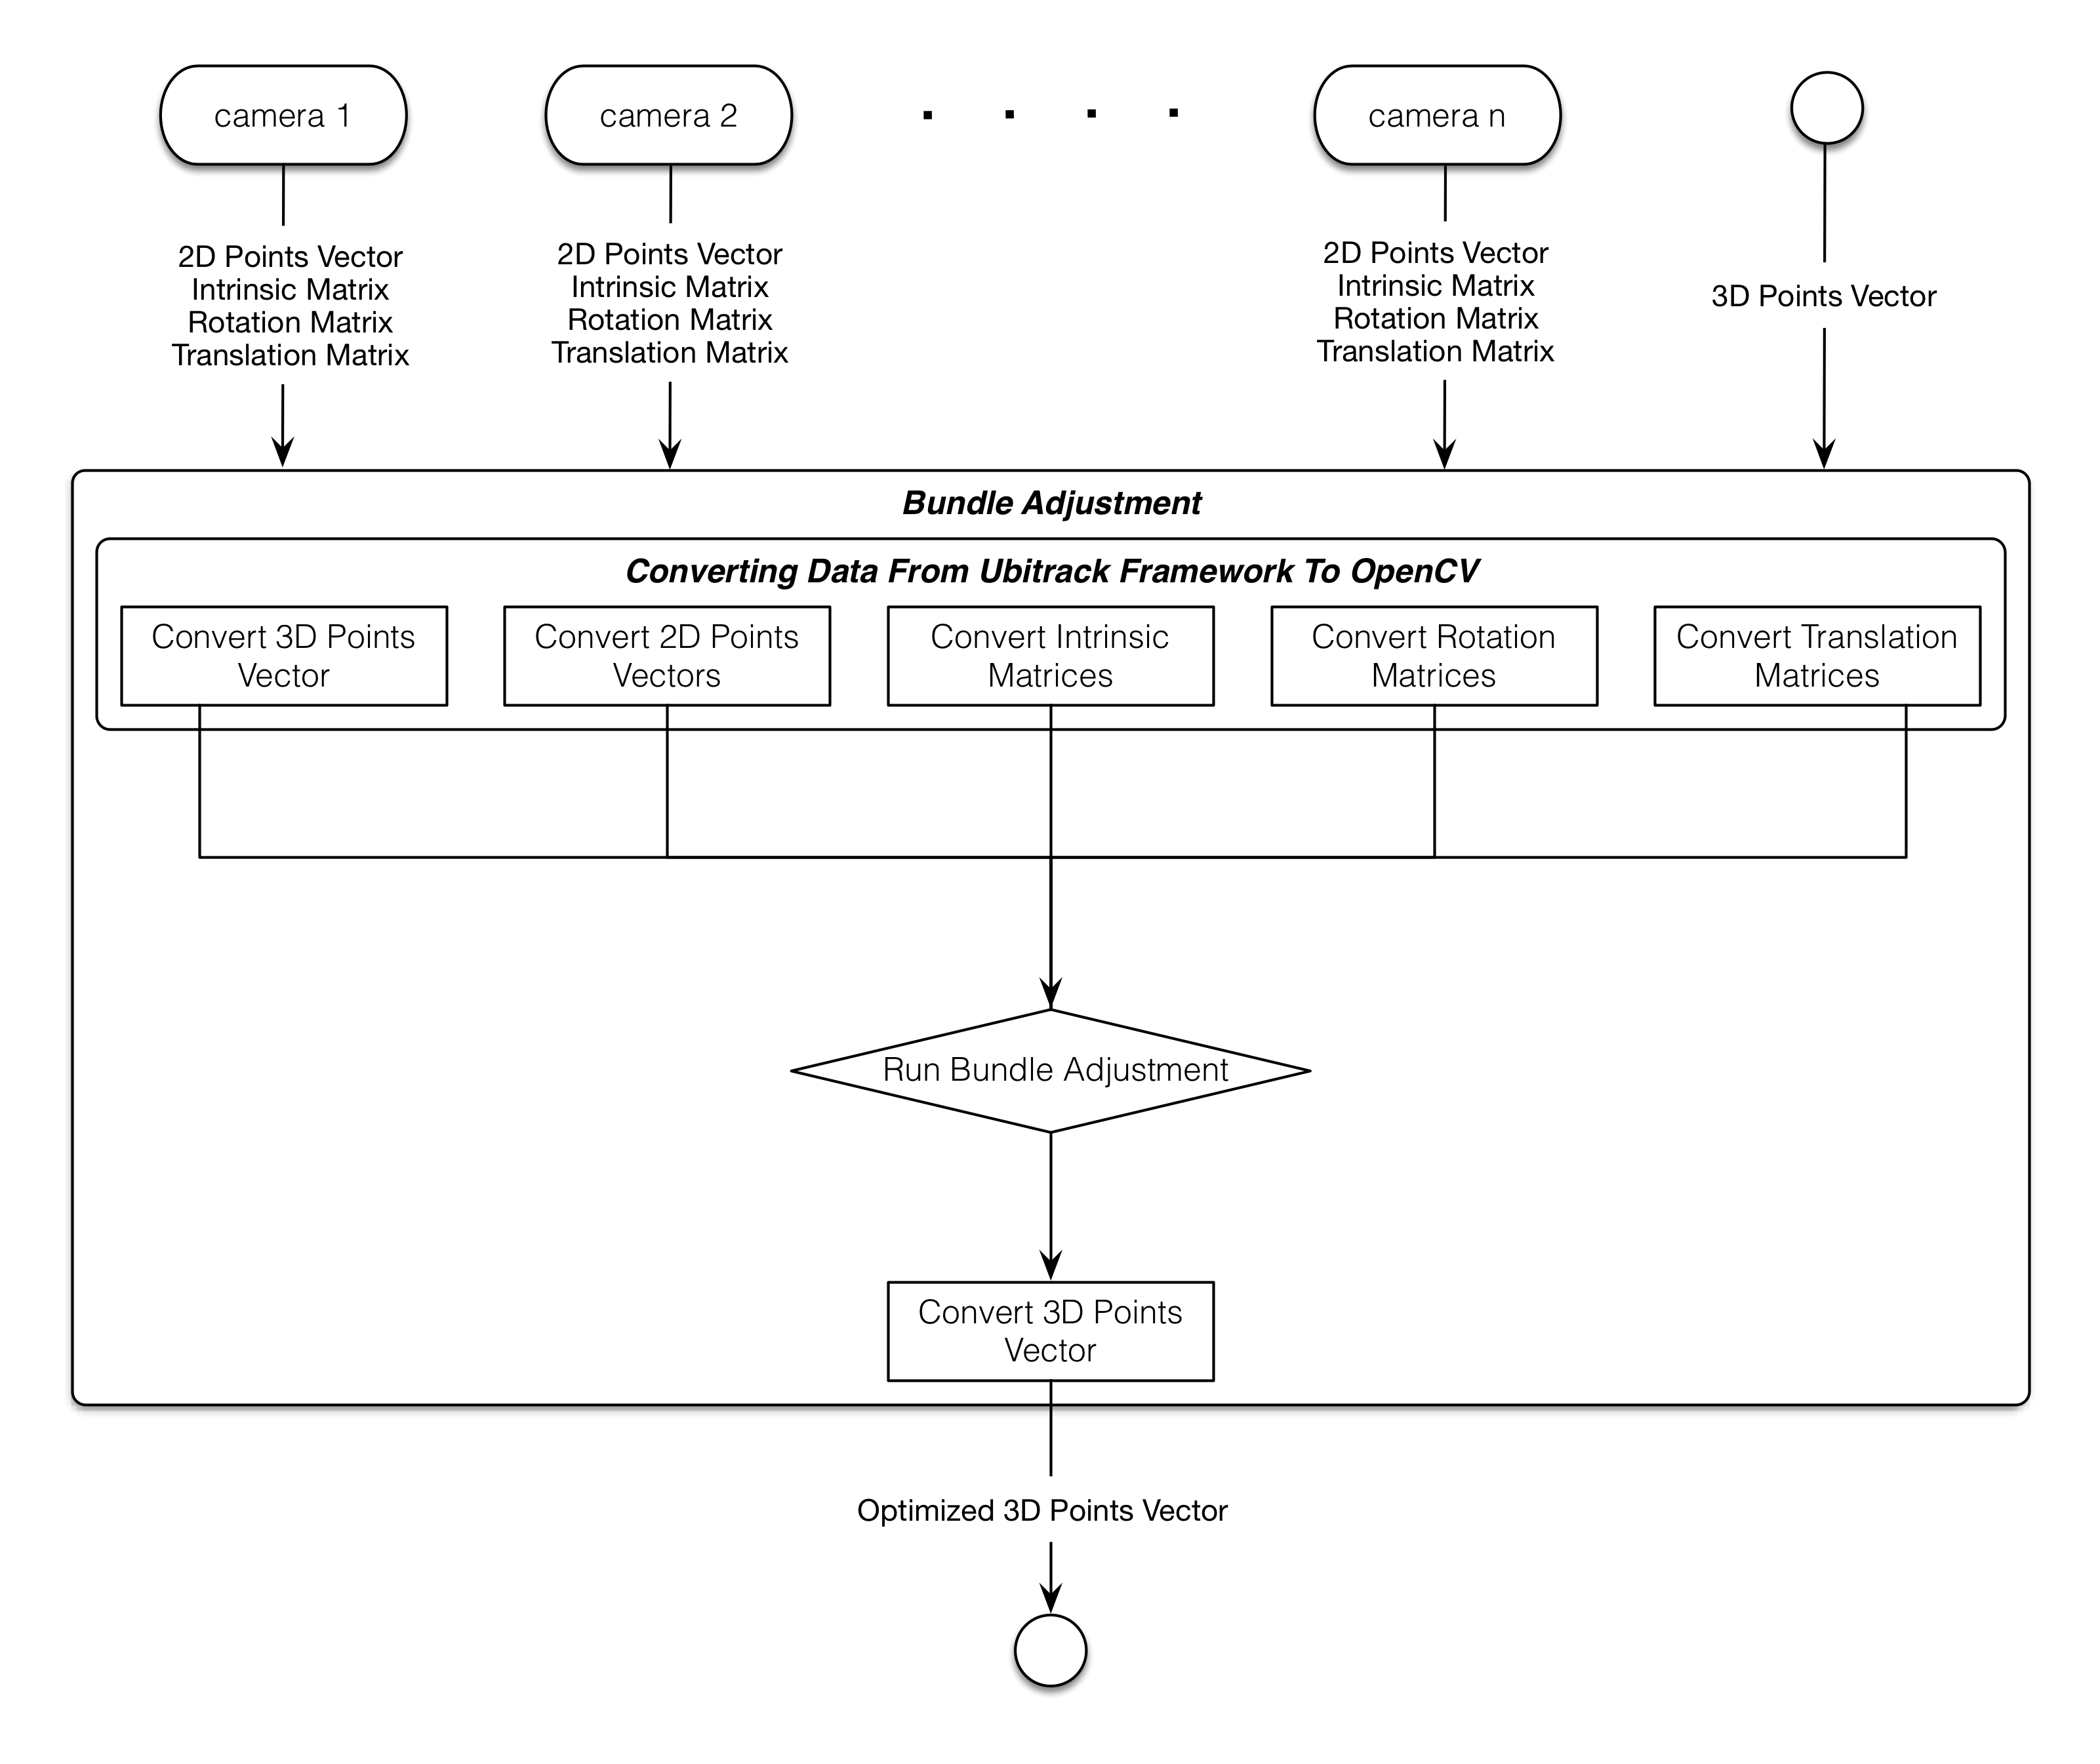 camera 1
camera 2
. . . .
camera n
2D Points Vector
Intrinsic Matrix
Rotation Matrix
Translation Matrix
2D Points Vector
Intrinsic Matrix
Rotation Matrix
Translation Matrix
2D Points Vector
Intrinsic Matrix
Rotation Matrix
Translation Matrix
3D Points Vector
Bundle Adjustment
Converting Data From Ubitrack Framework To OpenCV
Convert 3D Points
Vector
Convert 2D Points
Vectors
Convert Intrinsic
Matrices
Convert Rotation
Matrices
Convert Translation
Matrices
Run Bundle Adjustment
Convert 3D Points
Vector
Optimized 3D Points Vector